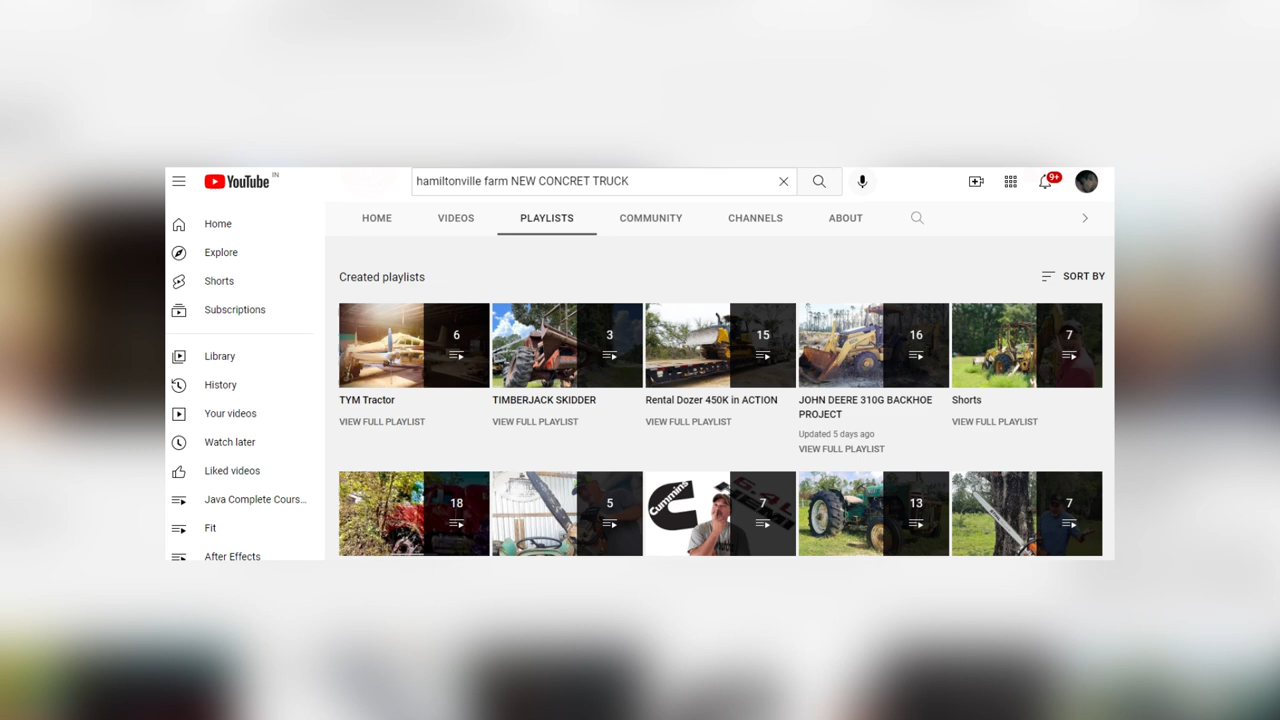 YouTube IN
hamiltonville farm NEW CONCRET TRUCK
9+
HOME VIDEOS PLAYLISTS COMMUNITY CHANNELS ABOUT
Home
Explore
Shorts
Subscriptions
Library
History
Your videos
Watch later
Liked videos
Java Complete Cours...
Fit
After Effects
Created playlists
SORT BY
6 3 15 16 7
TYM Tractor
VIEW FULL PLAYLIST
TIMBERJACK SKIDDER
VIEW FULL PLAYLIST
Rental Dozer 450K in ACTION
VIEW FULL PLAYLIST
JOHN DEERE 310G BACKHOE
PROJECT
Updated 5 days ago
VIEW FULL PLAYLIST
Shorts
VIEW FULL PLAYLIST
18 5 7 13 7
Cummins
6.4L
HEMI